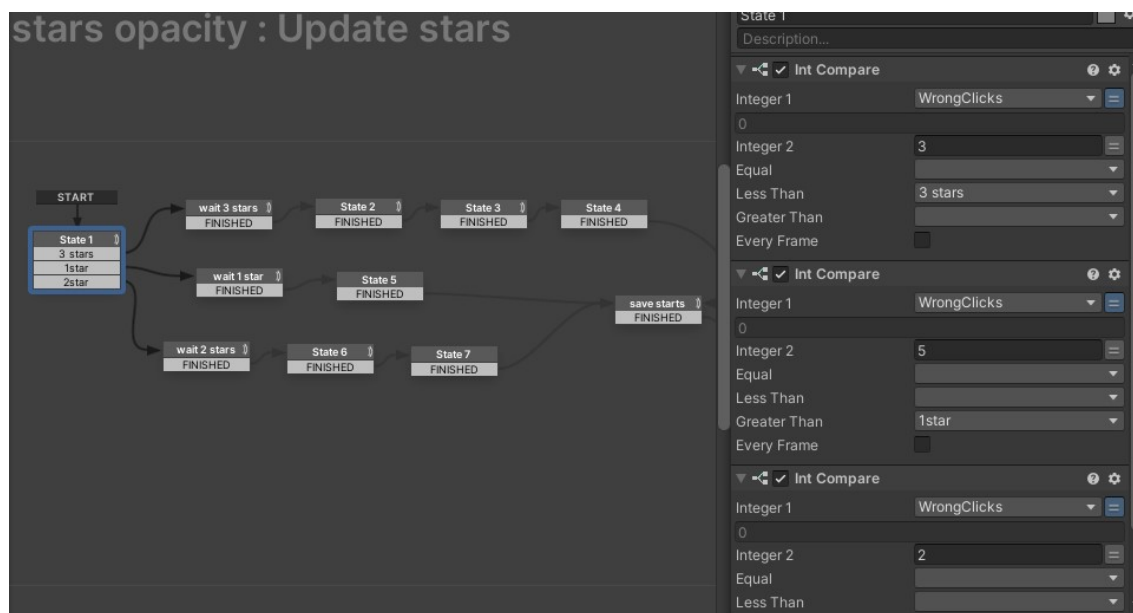 stars opacity : Update stars
START
State 1
3 stars
1star
2star
wait 3 stars
FINISHED
State 2
FINISHED
State 3
FINISHED
State 4
FINISHED
wait 1 star
FINISHED
State 5
FINISHED
save starts
FINISHED
wait 2 stars
FINISHED
State 6
FINISHED
State 7
FINISHED
State 1
Description...
Int Compare
Integer 1 WrongClicks
0
Integer 2 3
Equal
Less Than 3 stars
Greater Than
Every Frame
Int Compare
Integer 1 WrongClicks
0
Integer 2 5
Equal
Less Than
Greater Than 1star
Every Frame
Int Compare
Integer 1 WrongClicks
0
Integer 2 2
Equal
Less Than